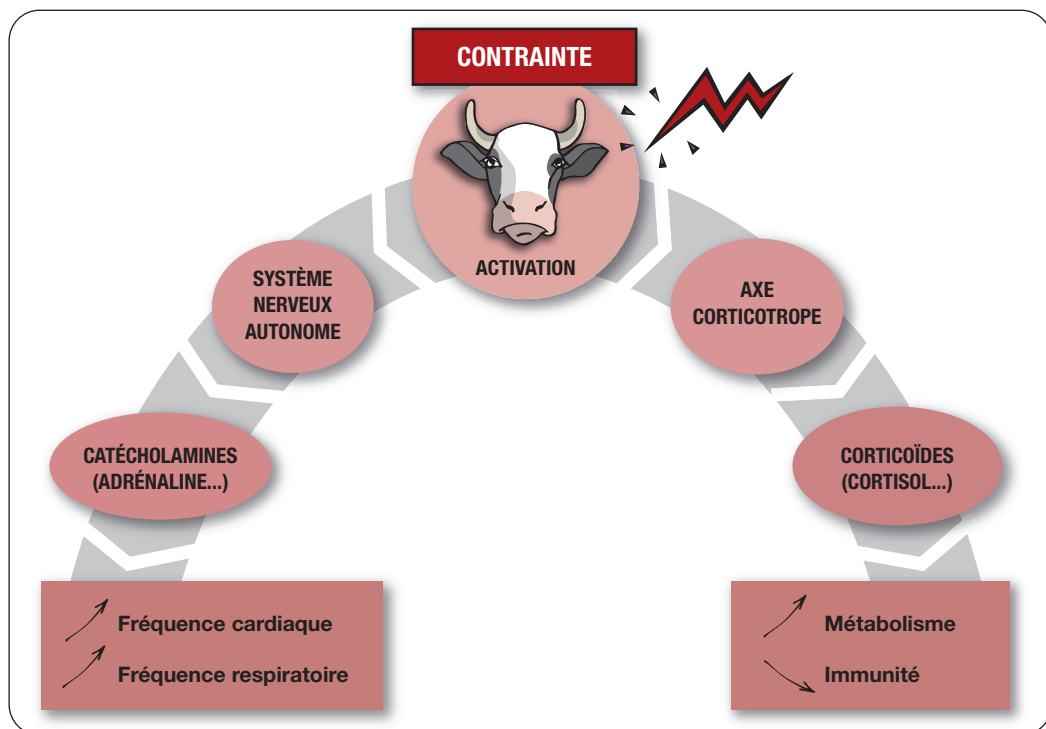 CONTRAINTE
ACTIVATION
SYSTÈME
NERVEUX
AUTONOME
AXE
CORTICOTROPE
CATÉCHOLAMINES
(ADRÉNALINE...)
CORTICOÏDES
(CORTISOL...)
Fréquence cardiaque
Fréquence respiratoire
Métabolisme
Immunité